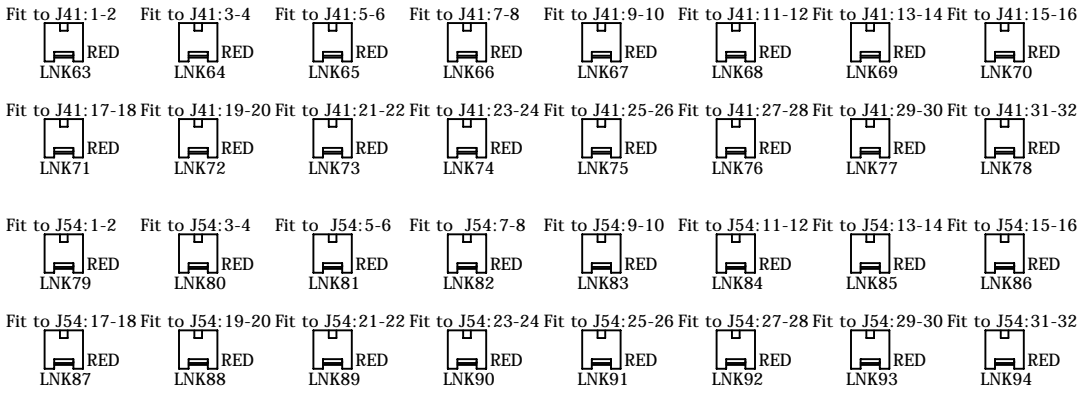 Fit to J41:1-2 Fit to J41:3-4 Fit to J41:5-6 Fit to J41:7-8 Fit to J41:9-10 Fit to J41:11-12 Fit to J41:13-14 Fit to J41:15-16
RED RED RED RED RED RED RED RED
LNK63 LNK64 LNK65 LNK66 LNK67 LNK68 LNK69 LNK70
Fit to J41:17-18 Fit to J41:19-20 Fit to J41:21-22 Fit to J41:23-24 Fit to J41:25-26 Fit to J41:27-28 Fit to J41:29-30 Fit to J41:31-32
RED RED RED RED RED RED RED RED
LNK71 LNK72 LNK73 LNK74 LNK75 LNK76 LNK77 LNK78
Fit to J54:1-2 Fit to J54:3-4 Fit to J54:5-6 Fit to J54:7-8 Fit to J54:9-10 Fit to J54:11-12 Fit to J54:13-14 Fit to J54:15-16
RED RED RED RED RED RED RED RED
LNK79 LNK80 LNK81 LNK82 LNK83 LNK84 LNK85 LNK86
Fit to J54:17-18 Fit to J54:19-20 Fit to J54:21-22 Fit to J54:23-24 Fit to J54:25-26 Fit to J54:27-28 Fit to J54:29-30 Fit to J54:31-32
RED RED RED RED RED RED RED RED
LNK87 LNK88 LNK89 LNK90 LNK91 LNK92 LNK93 LNK94